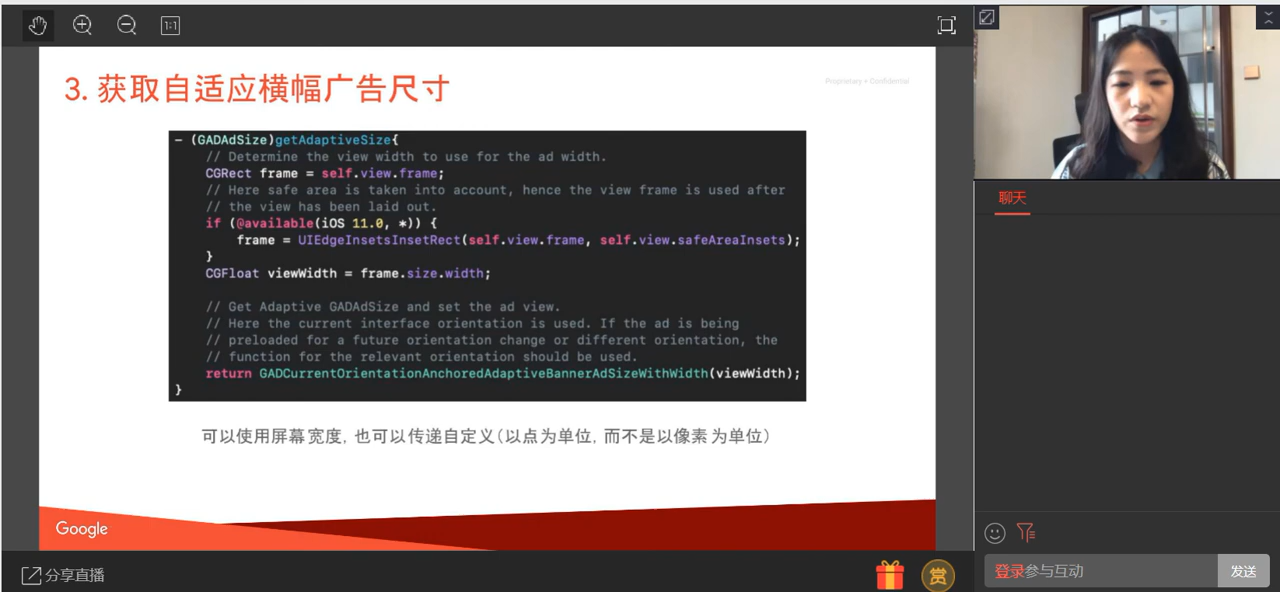 1:1
3. 获取自适应横幅广告尺寸
Proprietary + Confidential
- (GADAdSize)getAdaptiveSize{
// Determine the view width to use for the ad width.
CGRect frame = self.view.frame;
// Here safe area is taken into account, hence the view frame is used after
// the view has been laid out.
if (@available(iOS 11.0, *)) {
frame = UIEdgeInsetsInsetRect(self.view.frame, self.view.safeAreaInsets);
}
CGFloat viewWidth = frame.size.width;
// Get Adaptive GADAdSize and set the ad view.
// Here the current interface orientation is used. If the ad is being
// preloaded for a future orientation change or different orientation, the
// function for the relevant orientation should be used.
return GADCurrentOrientationAnchoredAdaptiveBannerAdSizeWithWidth(viewWidth);
}
可以使用屏幕宽度, 也可以传递自定义(以点为单位, 而不是以像素为单位)
Google
分享直播
赏
聊天
登录参与互动
发送